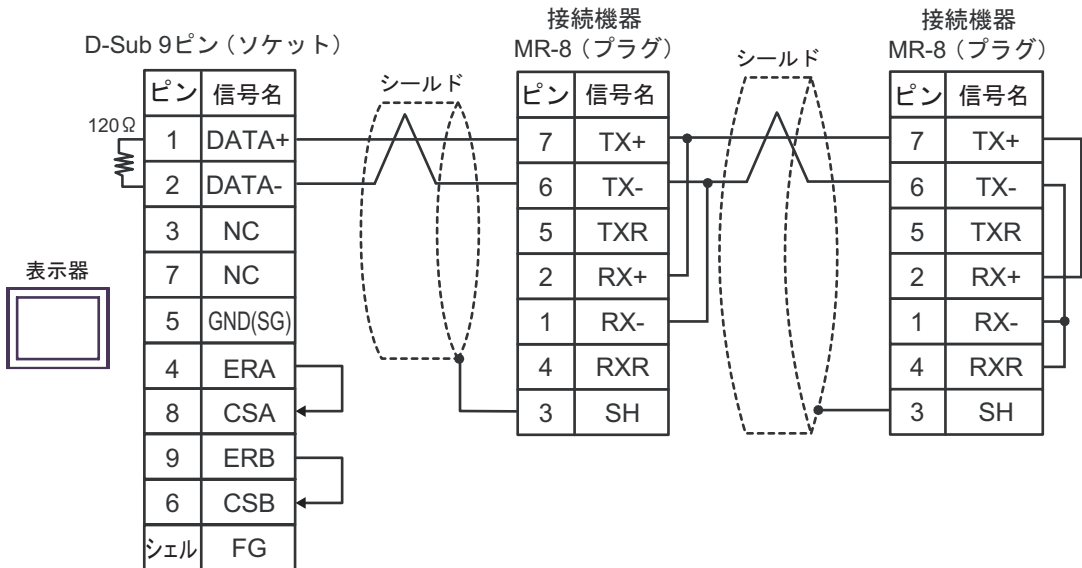 D-Sub 9ピン（ソケット）
ピン 信号名
120Ω
1 DATA+
2 DATA-
3 NC
7 NC
5 GND(SG)
4 ERA
8 CSA
9 ERB
6 CSB
シェル FG
表示器
シールド
接続機器
MR-8（プラグ）
ピン 信号名
7 TX+
6 TX-
5 TXR
2 RX+
1 RX-
4 RXR
3 SH
シールド
接続機器
MR-8（プラグ）
ピン 信号名
7 TX+
6 TX-
5 TXR
2 RX+
1 RX-
4 RXR
3 SH